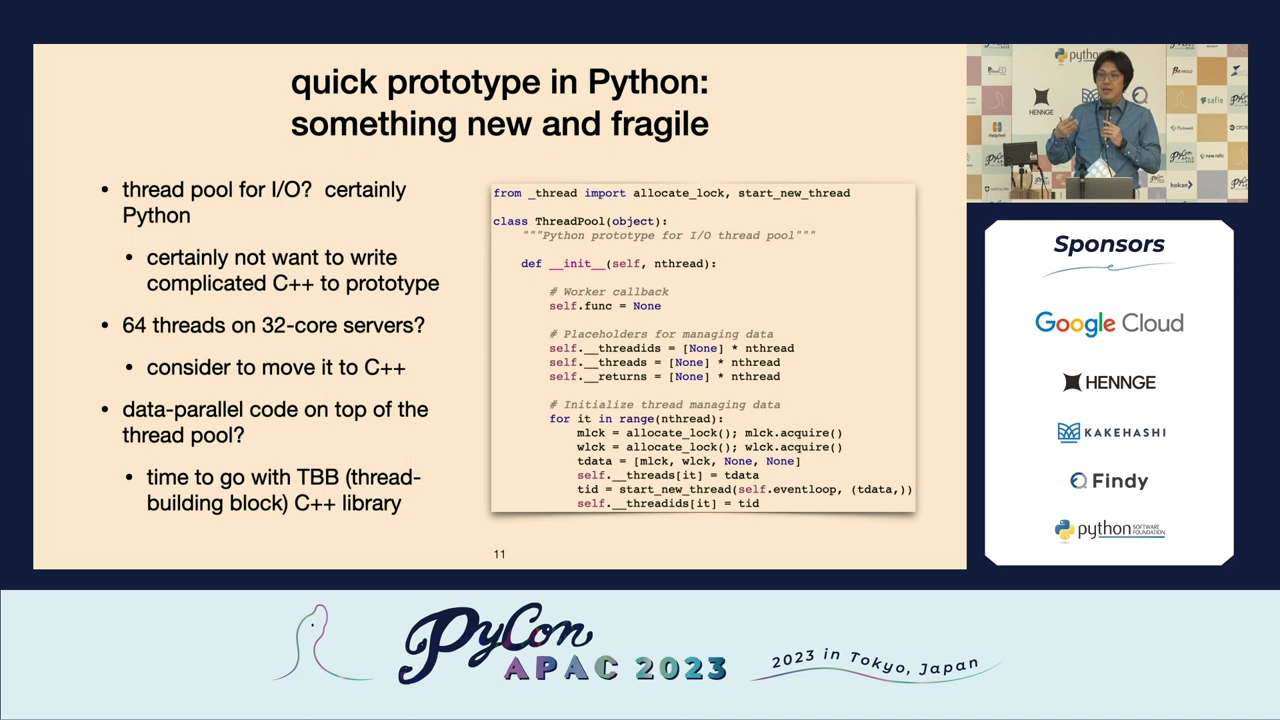 quick prototype in Python:
something new and fragile
• thread pool for I/O? certainly
Python
• certainly not want to write
complicated C++ to prototype
• 64 threads on 32-core servers?
• consider to move it to C++
• data-parallel code on top of the
thread pool?
• time to go with TBB (thread-
building block) C++ library
from _thread import allocate_lock, start_new_thread
class ThreadPool(object):
"""Python prototype for I/O thread pool"""
def __init__(self, nthread):
# Worker callback
self.func = None
# Placeholders for managing data
self.__threadids = [None] * nthread
self.__threads = [None] * nthread
self.__returns = [None] * nthread
# Initialize thread managing data
for it in range(nthread):
mlck = allocate_lock(); mlck.acquire()
wlck = allocate_lock(); wlck.acquire()
tdata = [mlck, wlck, None, None]
self.__threads[it] = tdata
tid = start_new_thread(self.eventloop, (tdata,))
self.__threadids[it] = tid
11
python
HENNGE
safie
hokan
new relic
Sponsors
Google Cloud
HENNGE
KAKEHASHI
Findy
python SOFTWARE
FOUNDATION
PyCon
APAC 2023
2023 in Tokyo, Japan